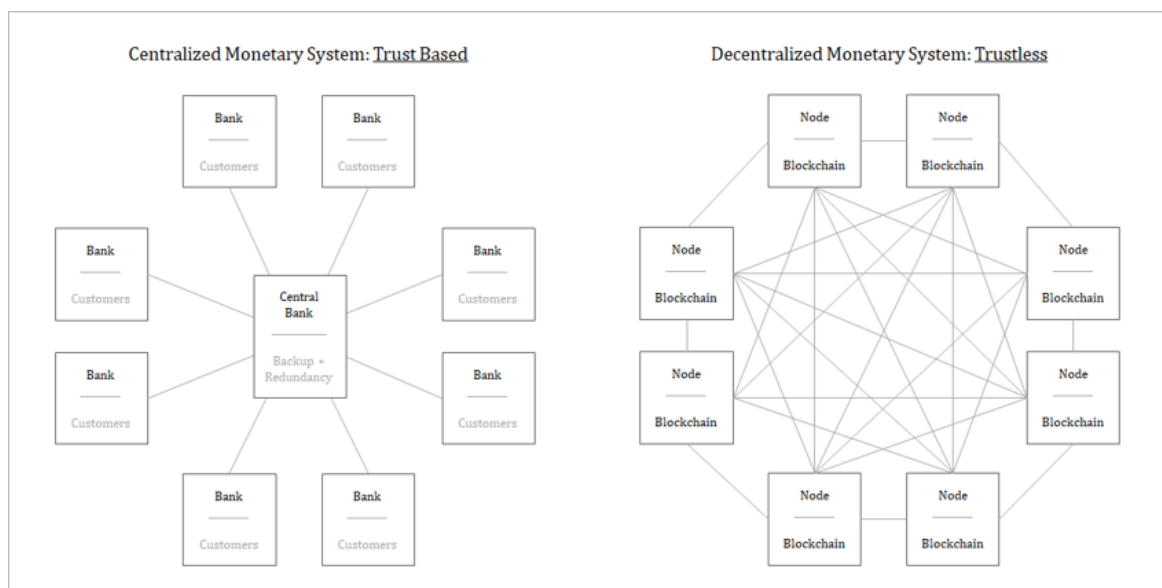 Centralized Monetary System: Trust Based
Bank
Customers
Bank
Customers
Bank
Customers
Bank
Customers
Central
Bank
Backup +
Redundancy
Bank
Customers
Bank
Customers
Bank
Customers
Bank
Customers
Decentralized Monetary System: Trustless
Node
Blockchain
Node
Blockchain
Node
Blockchain
Node
Blockchain
Node
Blockchain
Node
Blockchain
Node
Blockchain
Node
Blockchain